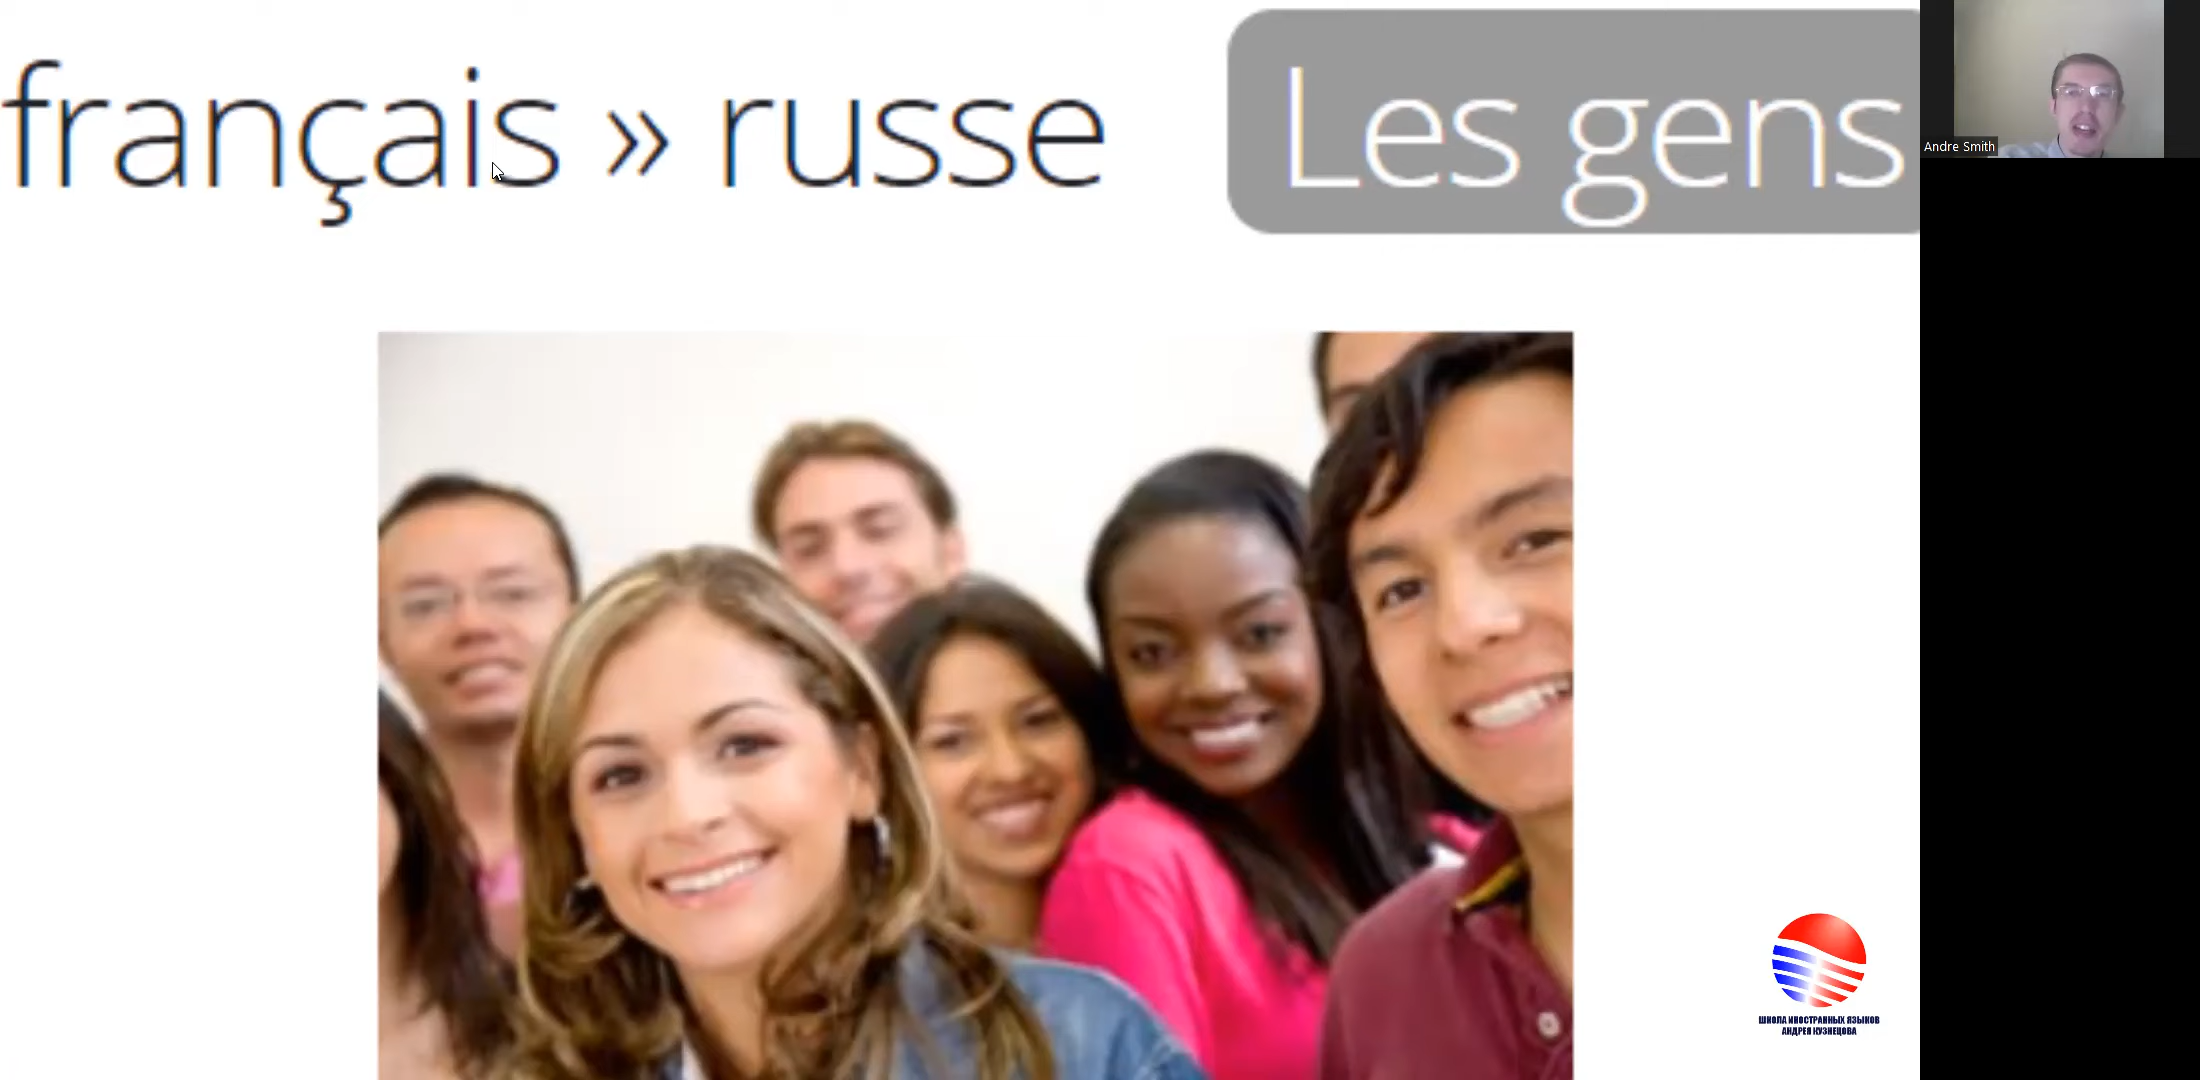 français » russe Les gens
Andre Smith
ШКОЛА ИНОСТРАННЫХ ЯЗЫКОВ
АНДРЕЯ КУЗНЕЦОВА